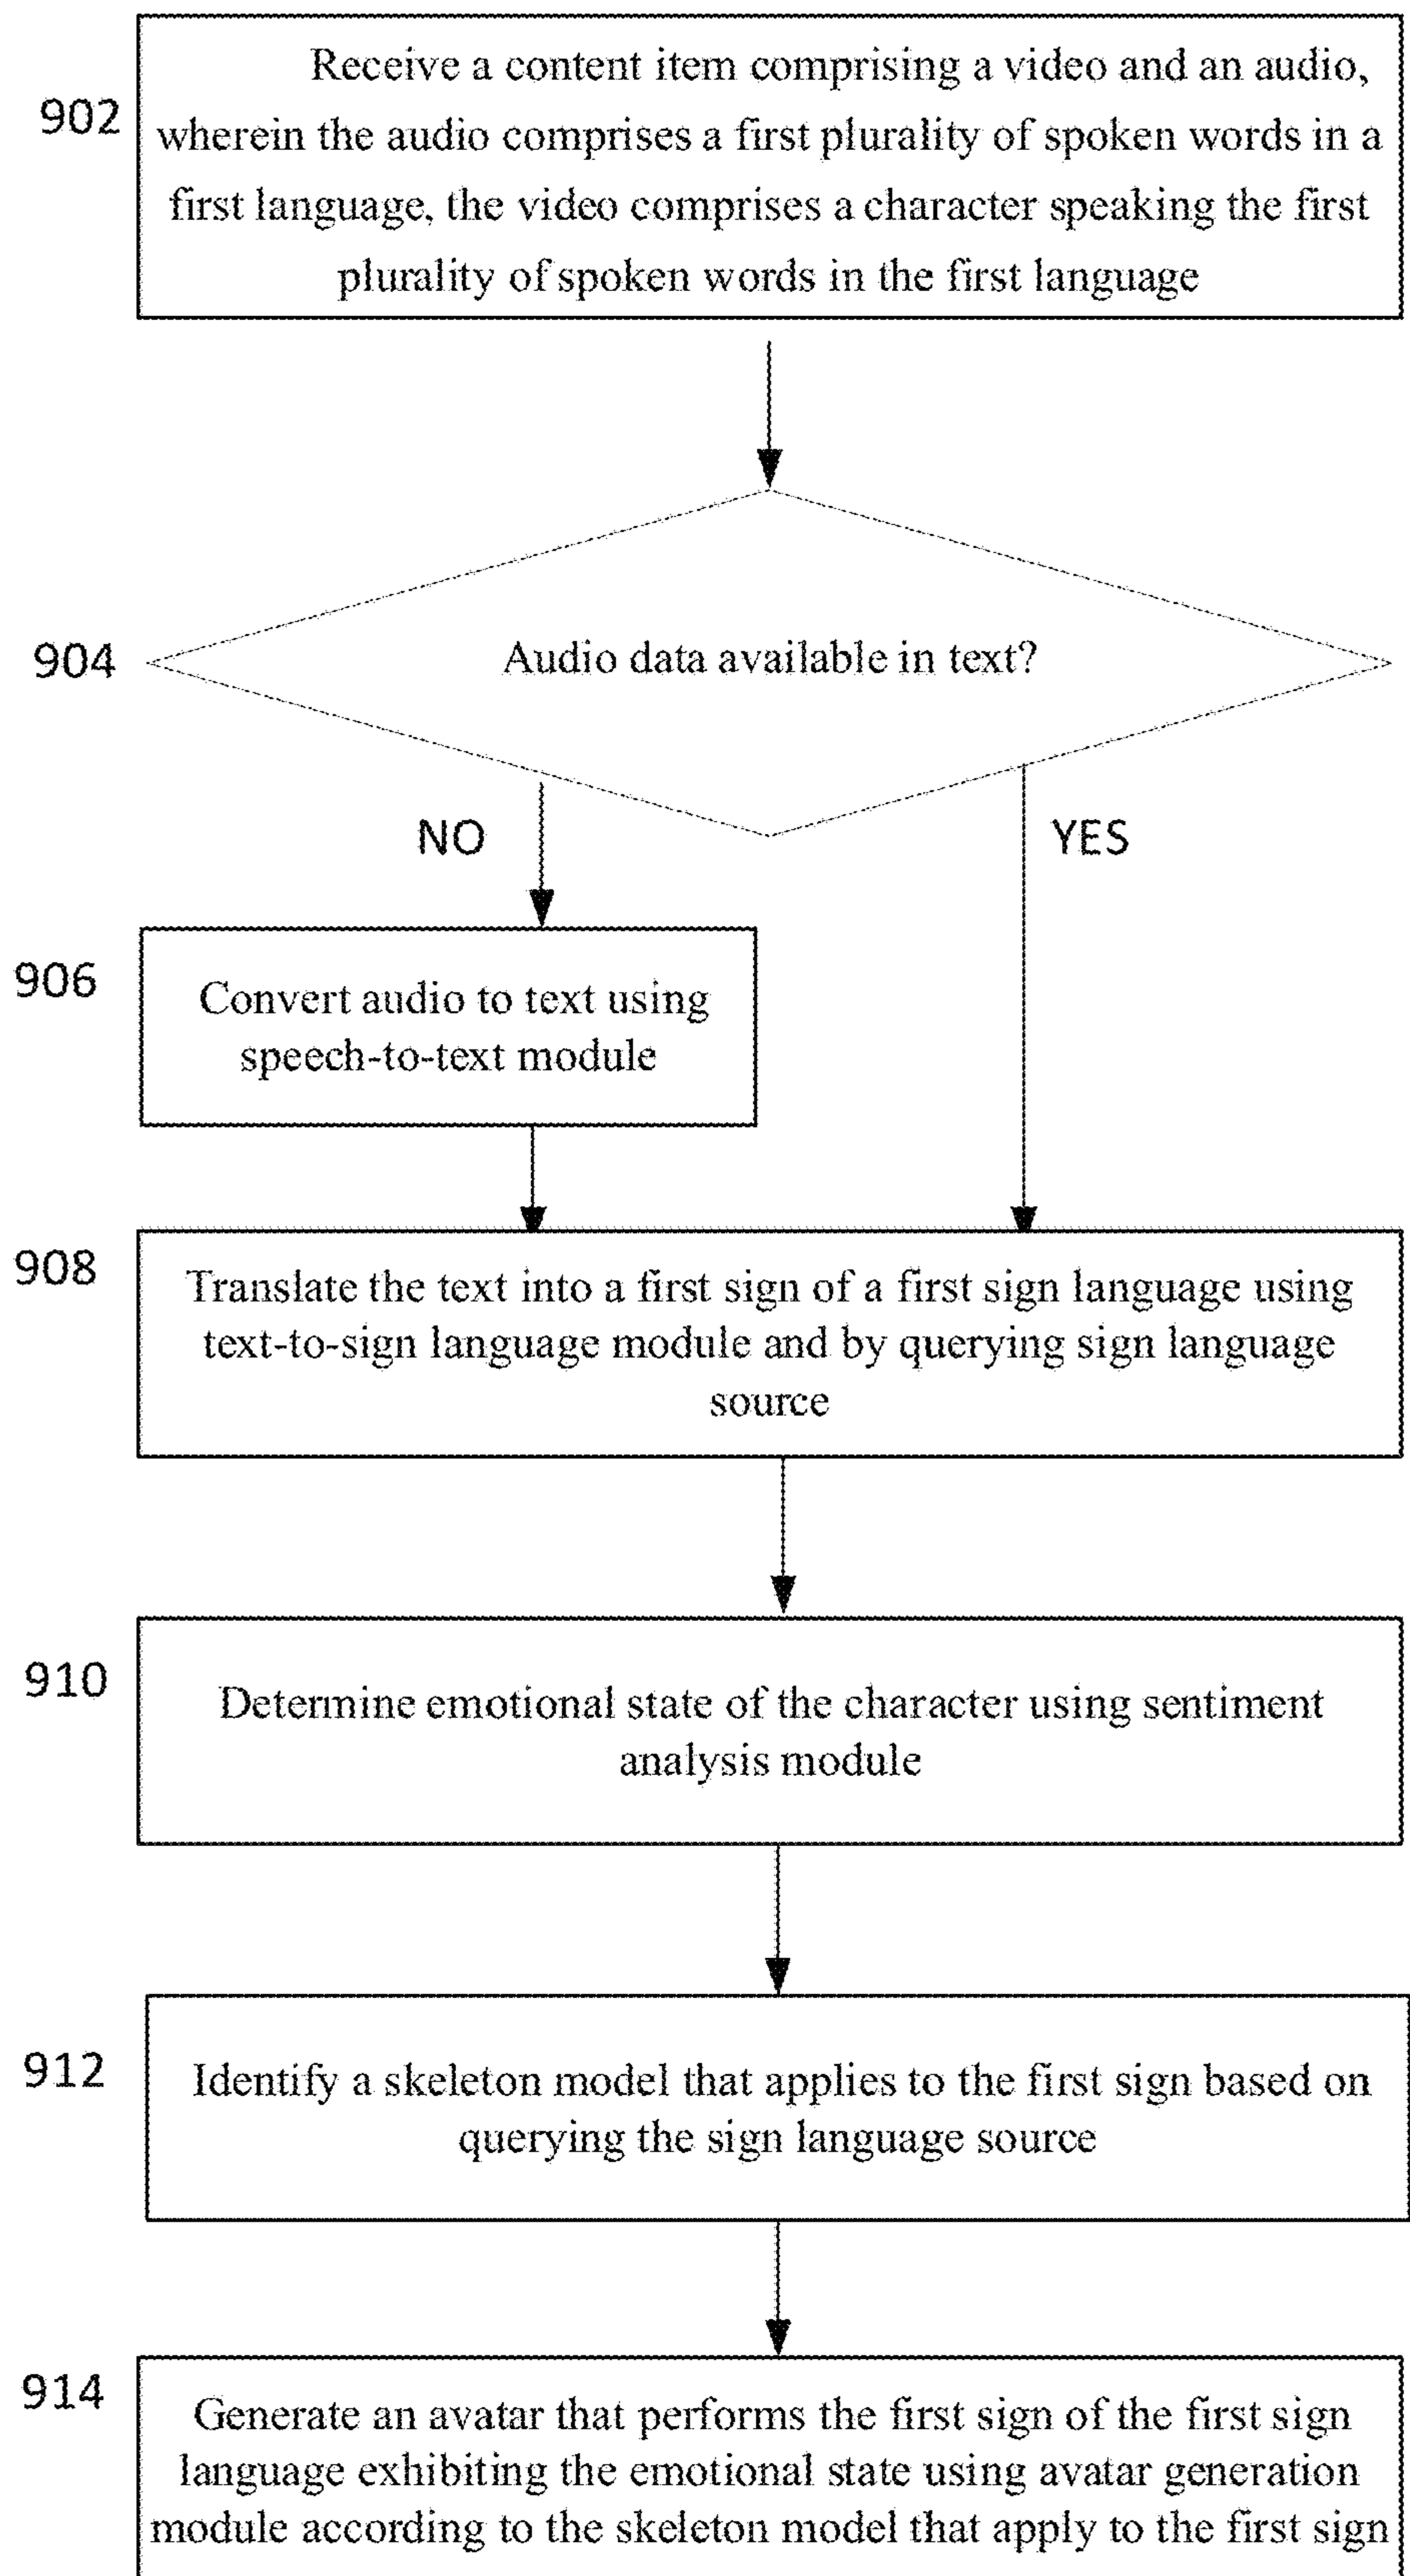 902
Receive a content item comprising a video and an audio,
wherein the audio comprises a first plurality of spoken words in a
first language, the video comprises a character speaking the first
plurality of spoken words in the first language
904
Audio data available in text?
NO
YES
906
Convert audio to text using
speech-to-text module
908
Translate the text into a first sign of a first sign language using
text-to-sign language module and by querying sign language
source
910
Determine emotional state of the character using sentiment
analysis module
912
Identify a skeleton model that applies to the first sign based on
querying the sign language source
914
Generate an avatar that performs the first sign of the first sign
language exhibiting the emotional state using avatar generation
module according to the skeleton model that apply to the first sign